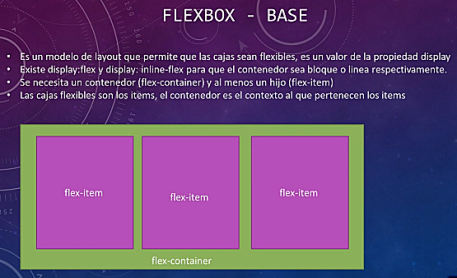 FLEXBOX - BASE
• Es un modelo de layout que permite que las cajas sean flexibles, es un valor de la propiedad display
• Existe display:flex y display: inline-flex para que el contenedor sea bloque o linea respectivamente.
• Se necesita un contenedor (flex-container) y al menos un hijo (flex-item)
• Las cajas flexibles son los items, el contenedor es el contexto al que pertenecen los items
flex-item flex-item flex-item
flex-container